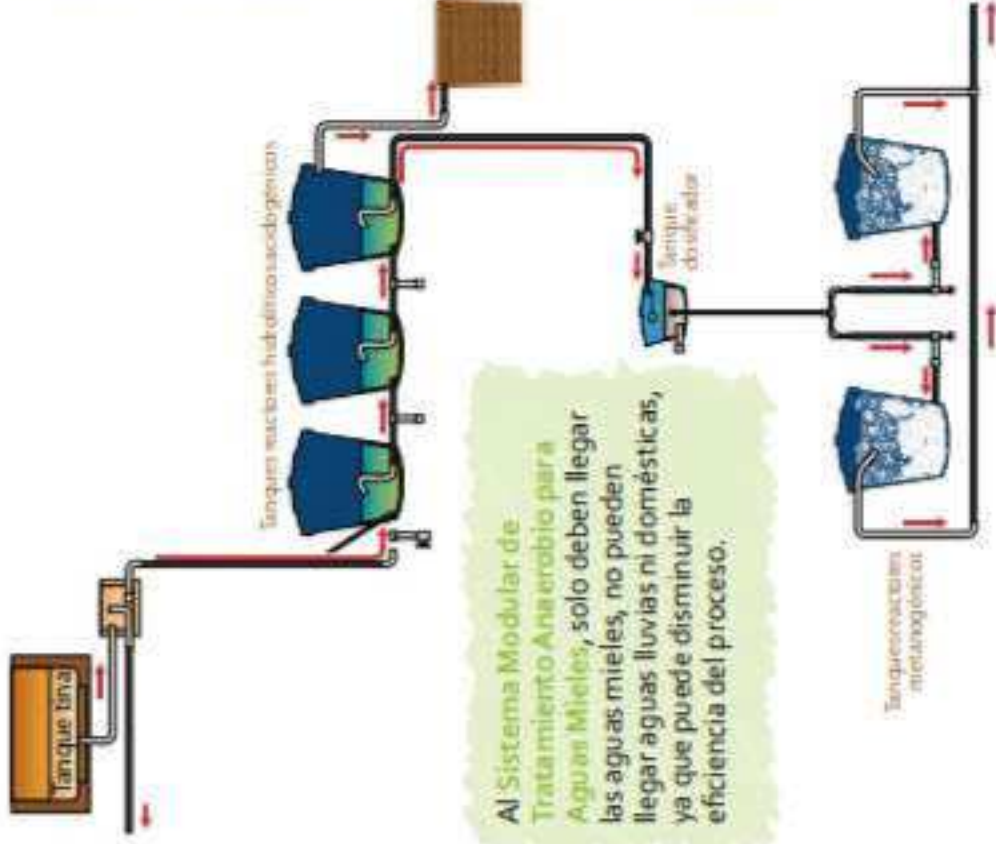 Tanque tina
Tanques reactores hidrolíticos acidogénicos
Tanque
dosificador
Al Sistema Modular de
Tratamiento Anaerobio para
Aguas Mieles, solo deben llegar
las aguas mieles, no pueden
llegar aguas lluvias ni domésticas,
ya que puede disminuir la
eficiencia del proceso.
Tanques reactores
metanogénicos